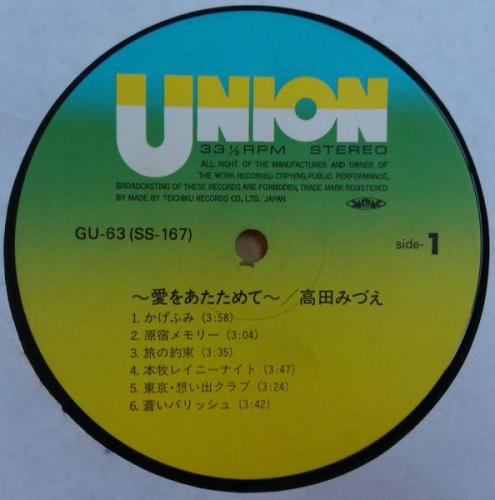 UNION
33⅓RPM STEREO
ALL RIGHT OF THE MANUFACTURER AND OWNER OF
THE WORK RECORDED. COPYING, PUBLIC PERFORMANCE,
BROADCASTING OF THESE RECORDS ARE FORBIDDEN, TRADE MARK REGISTERED
BY MADE BY TEICHIKU RECORDS CO., LTD. JAPAN
JASRAC
GU-63 (SS-167)
side-1
〜愛をあたためて〜/高田みづえ
1. かげふみ (3:58)
2. 原宿メモリー (3:04)
3. 旅の約束 (3:35)
4. 本牧レイニーナイト (3:47)
5. 東京・想い出クラブ (3:24)
6. 蒼いパリッシュ (3:42)